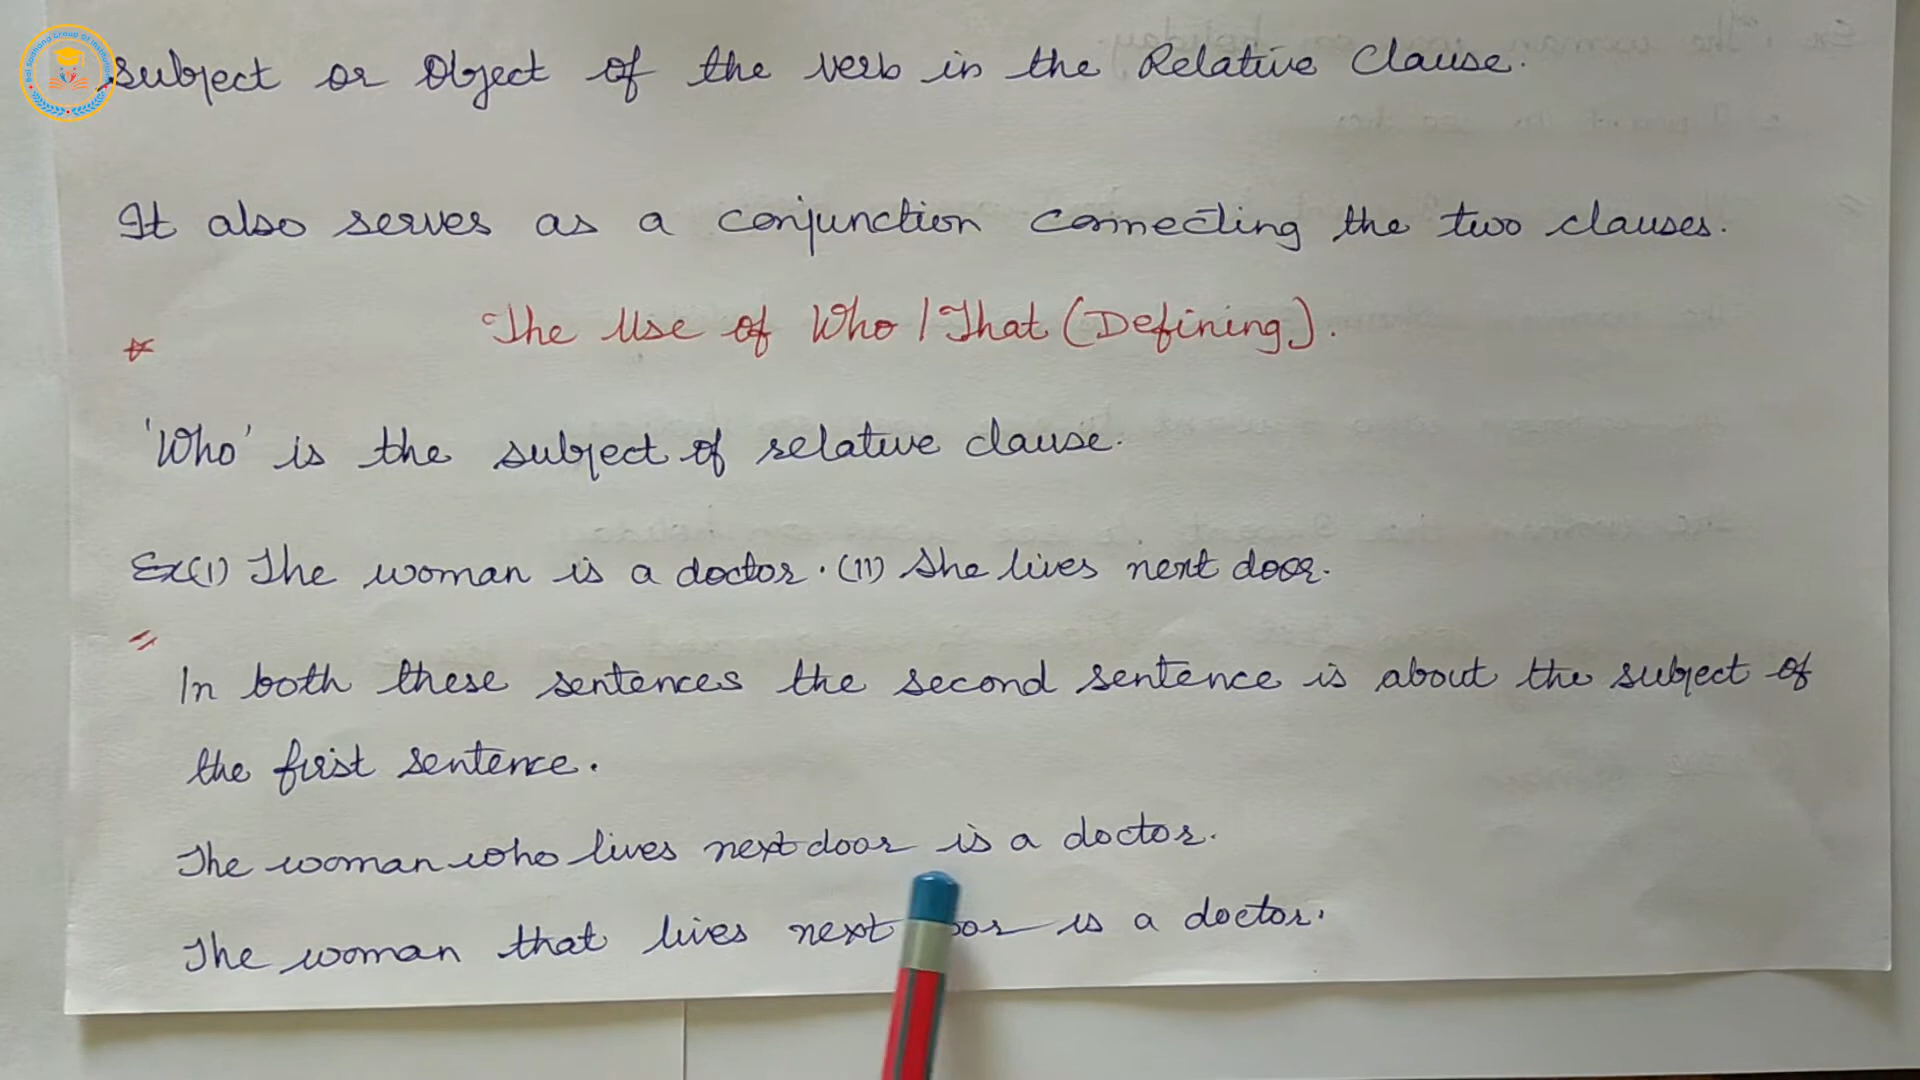 subject or object of the verb in the Relative Clause.
It also serves as a conjunction connecting the two clauses.
The Use of Who / That (Defining).
'Who' is the subject of relative clause.
Ex(1) The woman is a doctor. (11) She lives next door.
In both these sentences the second sentence is about the subject of
the first sentence.
The woman who lives next door is a doctor.
The woman that lives next oor is a doctor.